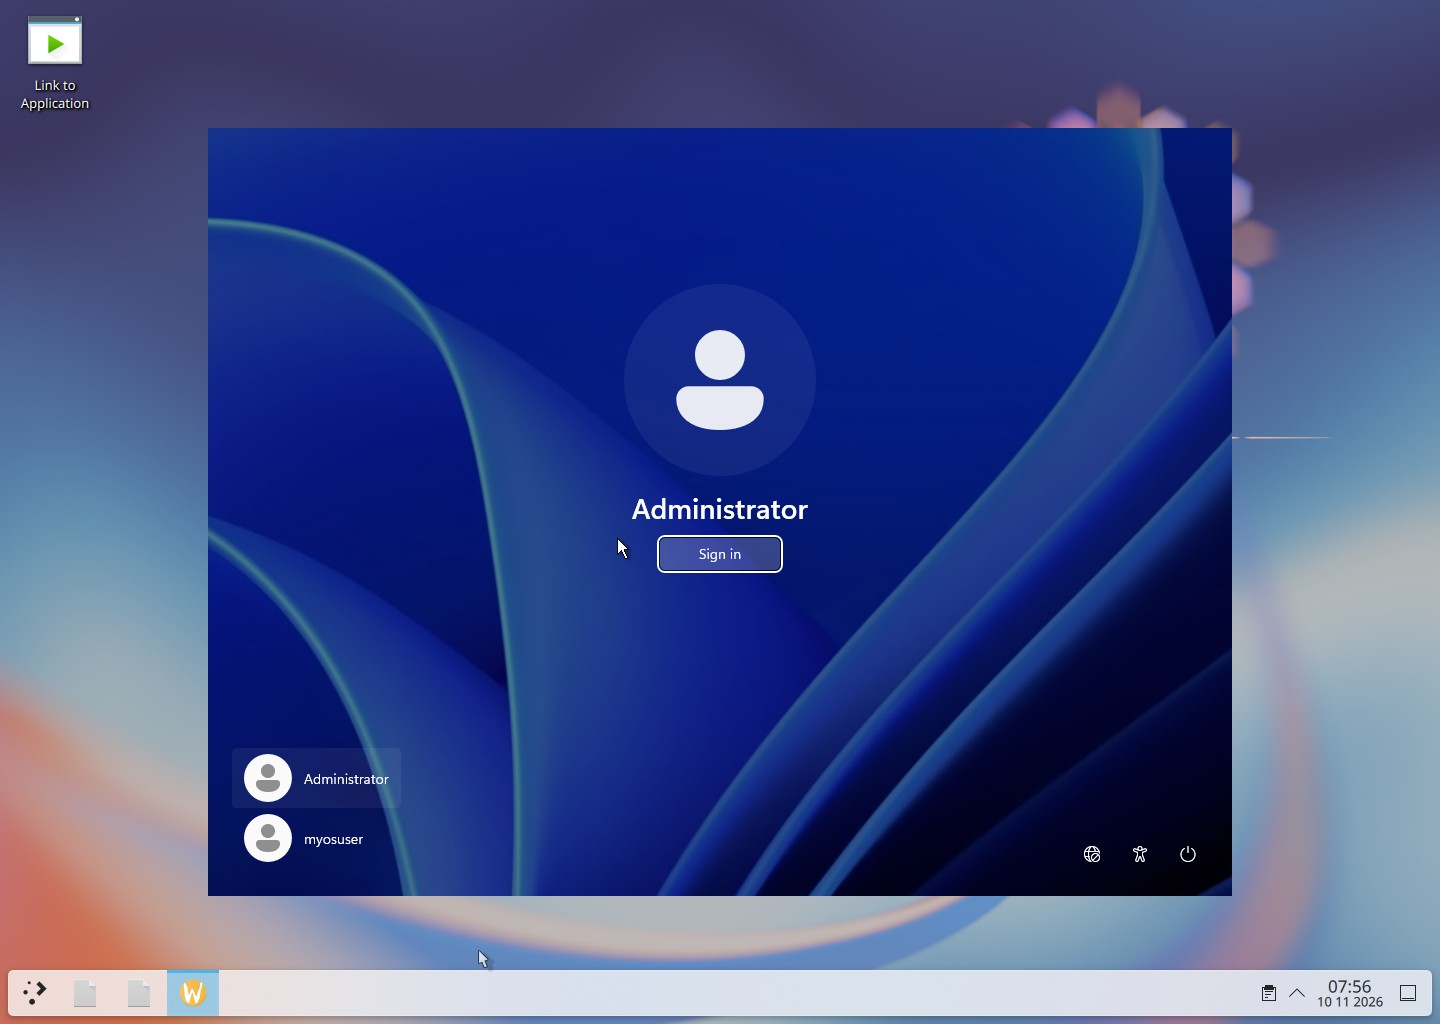 Link to
Application
Administrator
Sign in
Administrator
myosuser
W
07:56
10 11 2026